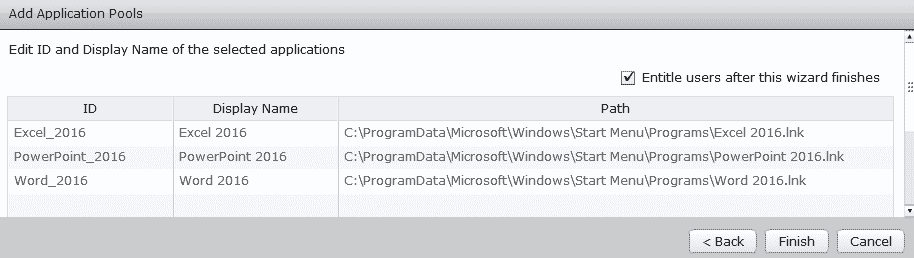 Add Application Pools
Edit ID and Display Name of the selected applications
Entitle users after this wizard finishes
ID Display Name Path
Excel_2016 Excel 2016 C:\ProgramData\Microsoft\Windows\Start Menu\Programs\Excel 2016.lnk
PowerPoint_2016 PowerPoint 2016 C:\ProgramData\Microsoft\Windows\Start Menu\Programs\PowerPoint 2016.lnk
Word_2016 Word 2016 C:\ProgramData\Microsoft\Windows\Start Menu\Programs\Word 2016.lnk
< Back Finish Cancel